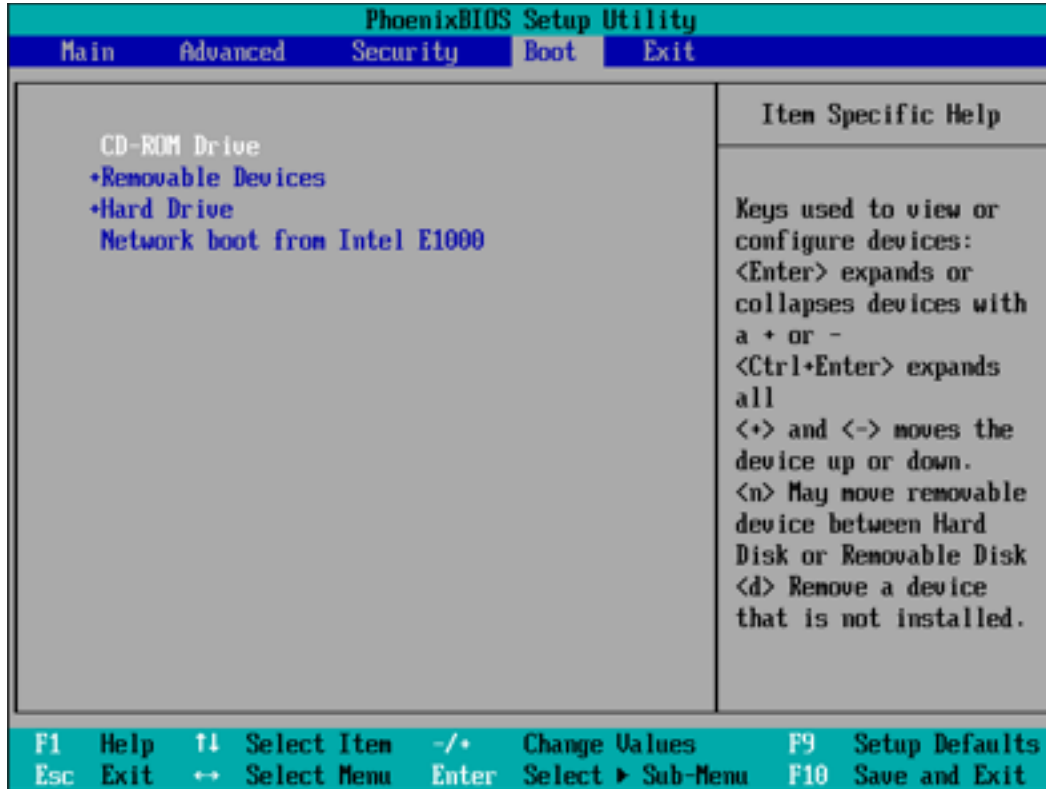 PhoenixBIOS Setup Utility
Main Advanced Security Boot Exit
CD-ROM Drive
+Removable Devices
+Hard Drive
Network boot from Intel E1000
Item Specific Help
Keys used to view or
configure devices:
<Enter> expands or
collapses devices with
a + or -
<Ctrl+Enter> expands
all
<+> and <-> moves the
device up or down.
<n> May move removable
device between Hard
Disk or Removable Disk
<d> Remove a device
that is not installed.
F1 Help ↑↓ Select Item -/+ Change Values F9 Setup Defaults
Esc Exit ↔ Select Menu Enter Select ▶ Sub-Menu F10 Save and Exit